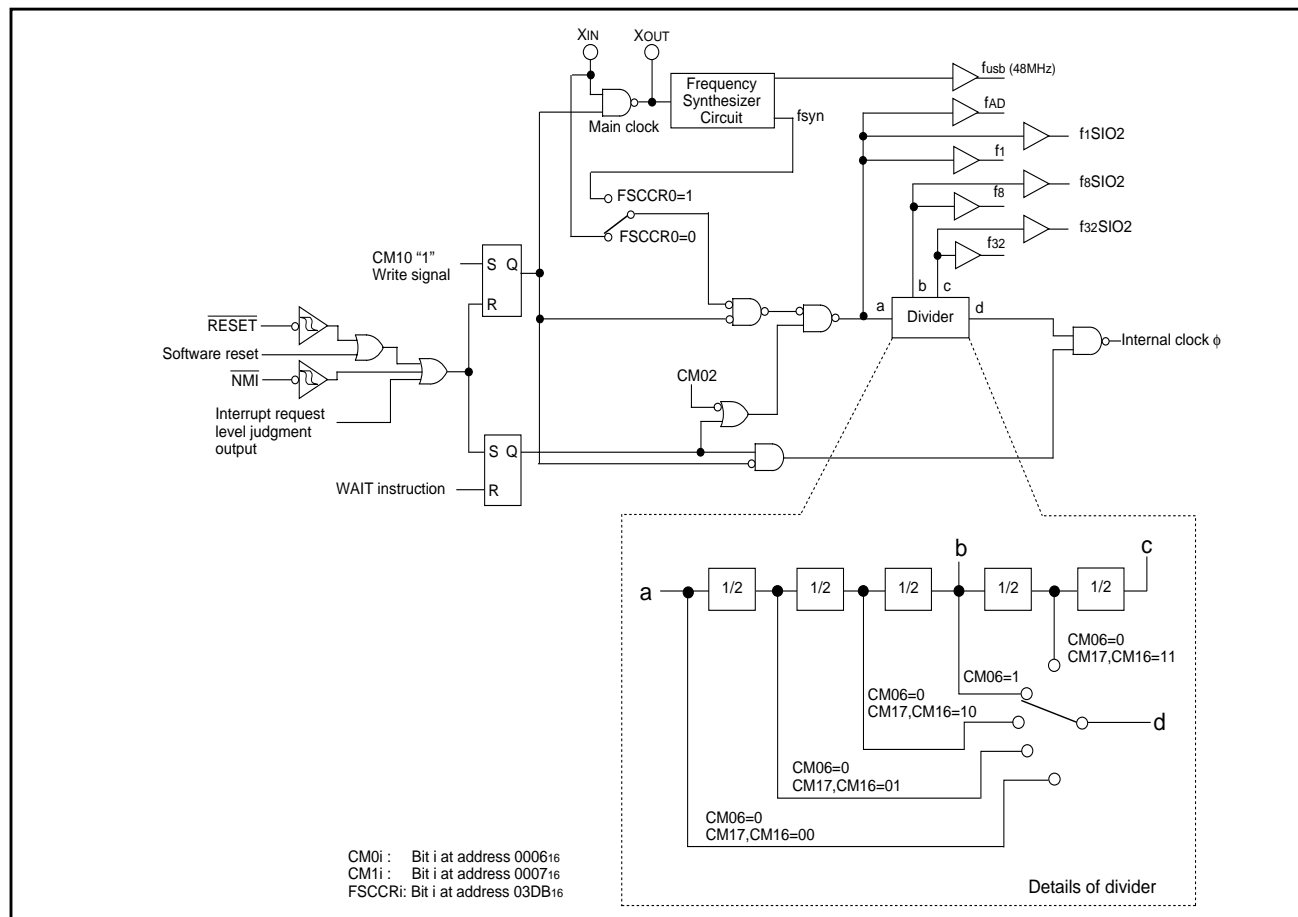 XIN
XOUT
Frequency
Synthesizer
Circuit
Main clock
fsyn
fusb (48MHz)
fAD
f1SIO2
f1
f8SIO2
f8
f32SIO2
f32
FSCCR0=1
FSCCR0=0
CM10 “1”
Write signal
S Q
R
RESET
Software reset
NMI
Interrupt request
level judgment
output
CM02
a
b
c
Divider
d
Internal clock ϕ
S Q
R
WAIT instruction
a
1/2
1/2
1/2
b
1/2
1/2
c
CM06=0
CM17,CM16=11
CM06=1
CM06=0
CM17,CM16=10
d
CM06=0
CM17,CM16=01
CM06=0
CM17,CM16=00
CM0i : Bit i at address 000616
CM1i : Bit i at address 000716
FSCCRi: Bit i at address 03DB16
Details of divider